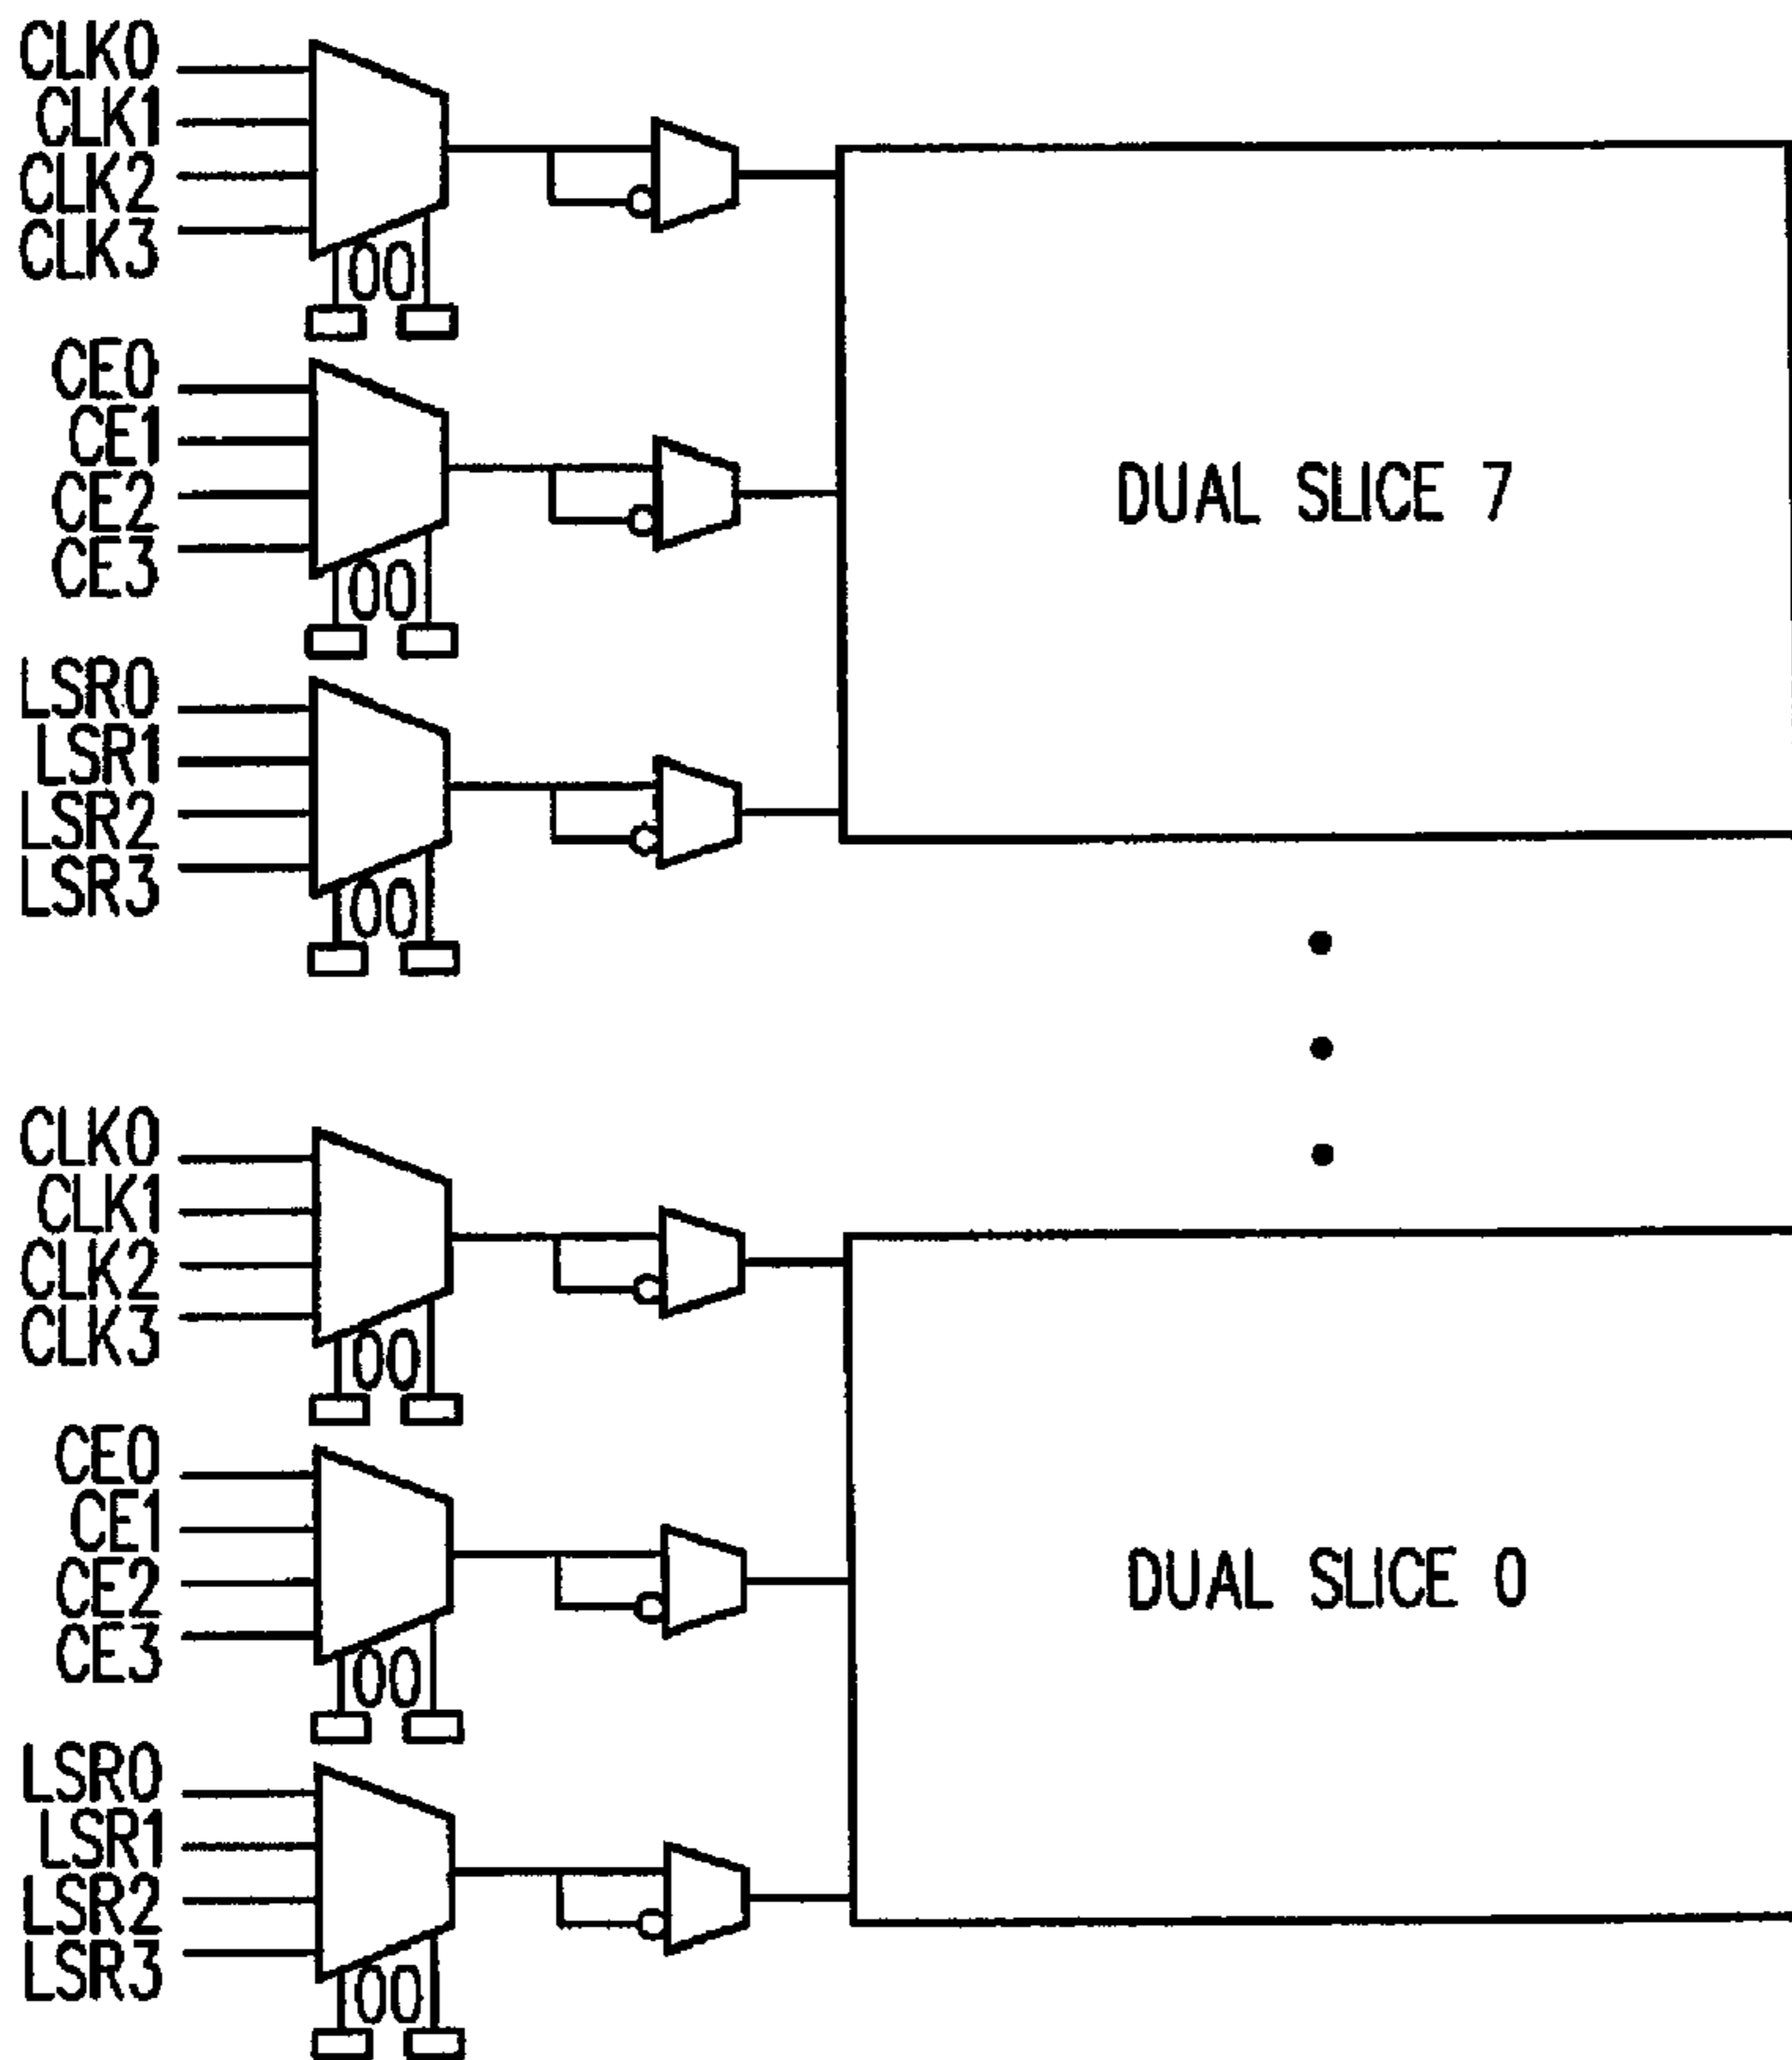 CLK0
CLK1
CLK2
CLK3
00
CE0
CE1
CE2
CE3
00
DUAL SLICE 7
LSR0
LSR1
LSR2
LSR3
00
CLK0
CLK1
CLK2
CLK3
00
CE0
CE1
CE2
CE3
00
DUAL SLICE 0
LSR0
LSR1
LSR2
LSR3
00